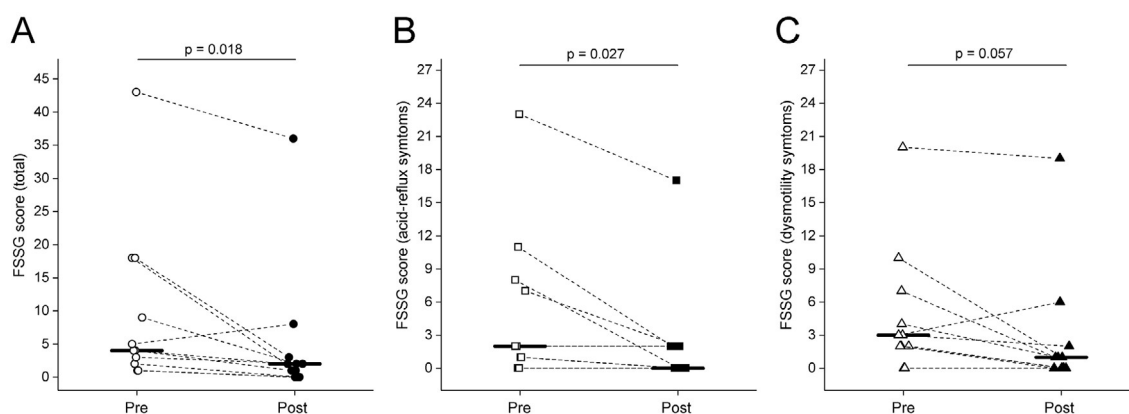 A
p = 0.018
FSSG score (total)
45
40
35
30
25
20
15
10
5
0
Pre
Post
B
p = 0.027
FSSG score (acid-reflux symtoms)
27
24
21
18
15
12
9
6
3
0
Pre
Post
C
p = 0.057
FSSG score (dysmotility symtoms)
27
24
21
18
15
12
9
6
3
0
Pre
Post